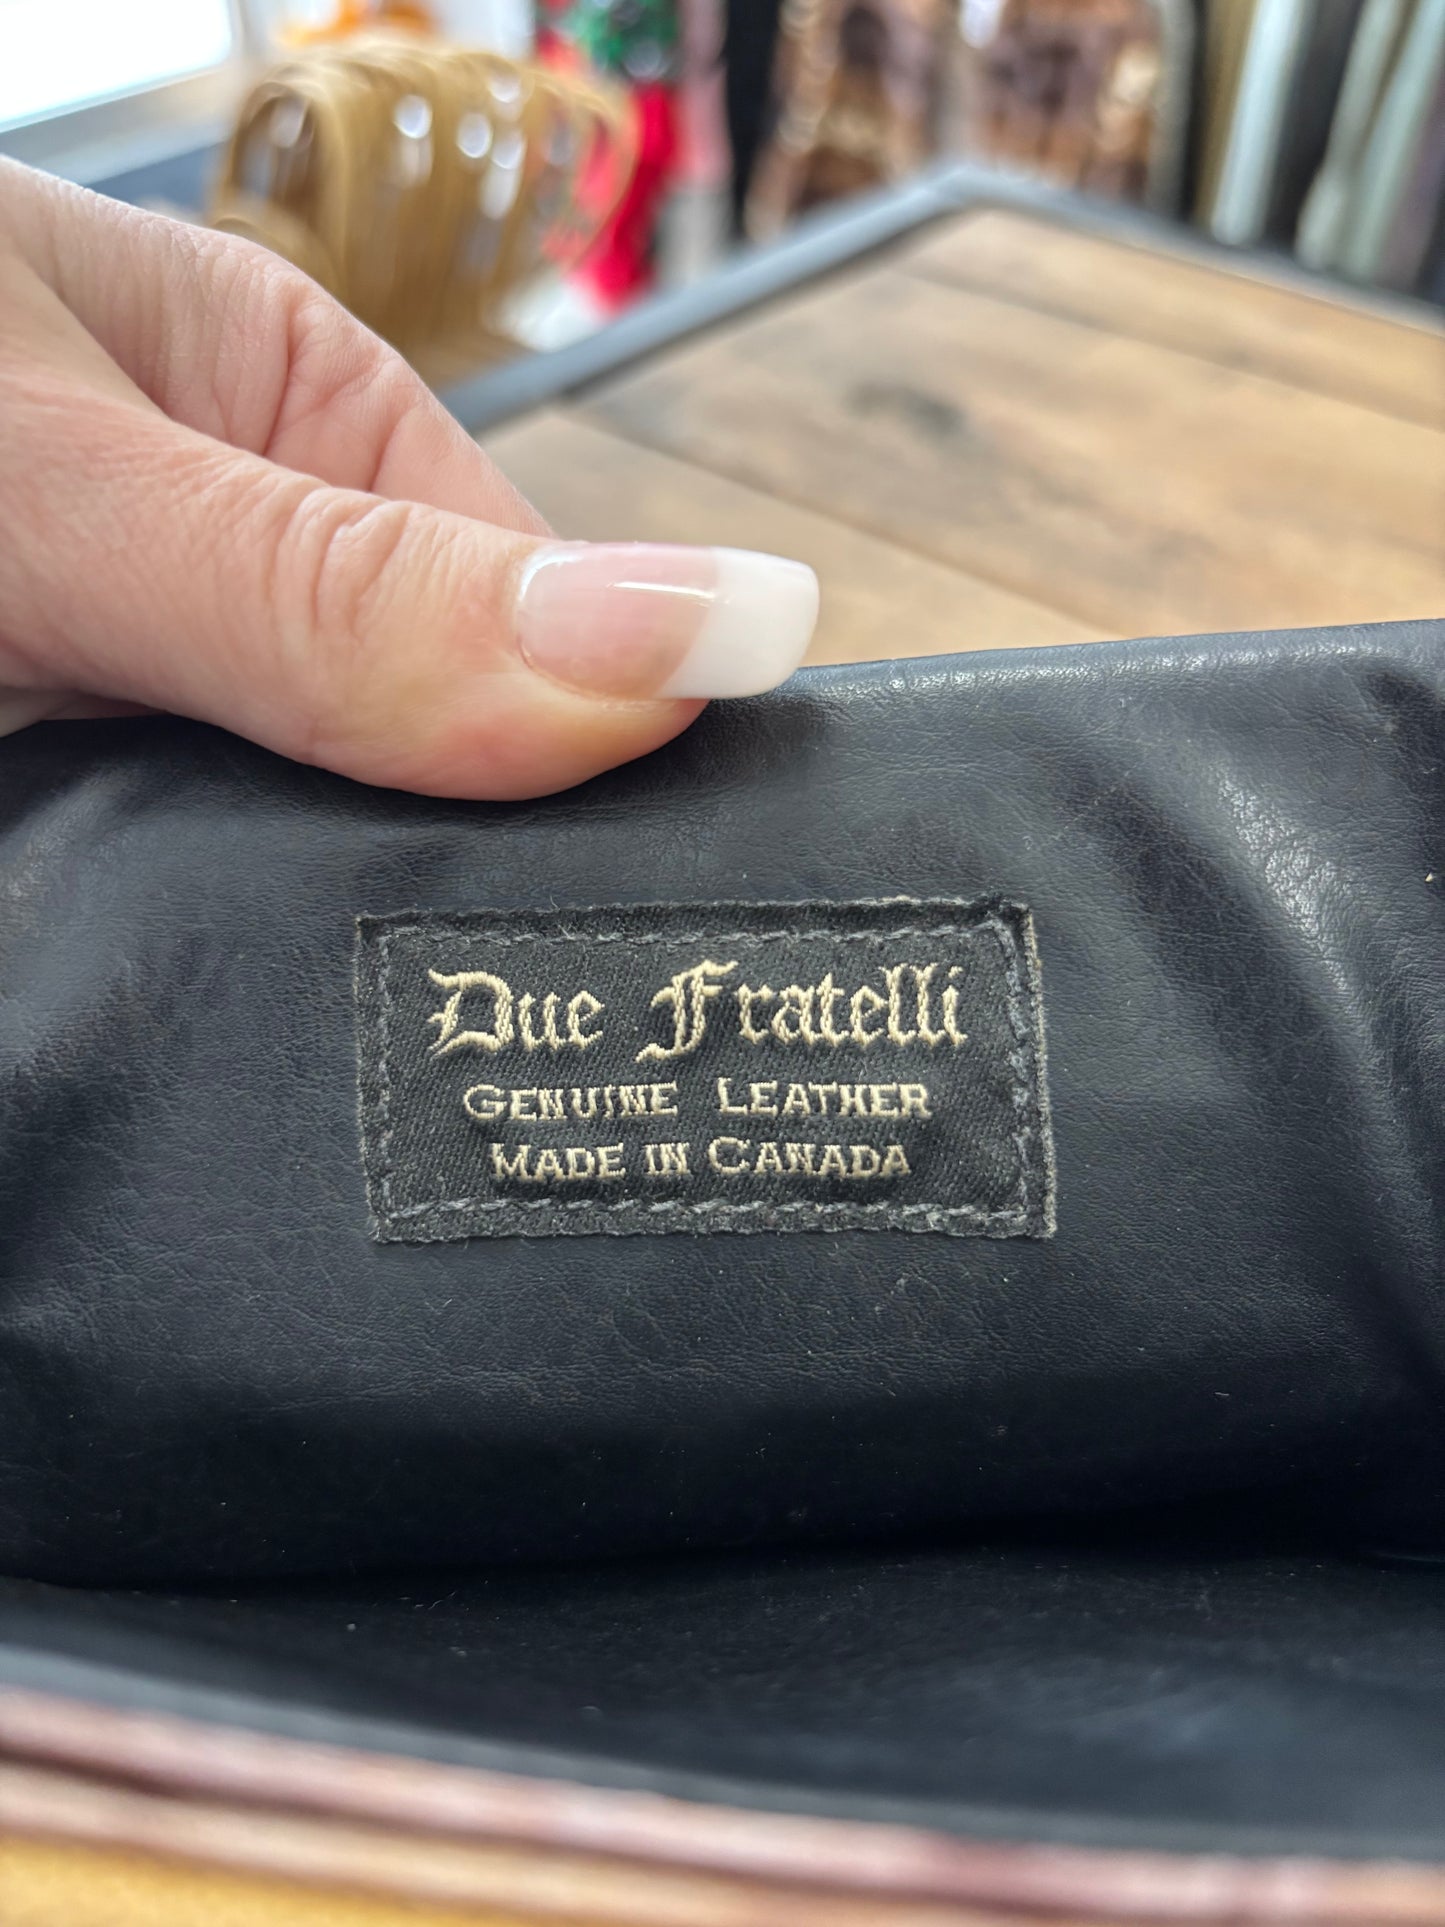 Due Fratelli
GENUINE LEATHER
MADE IN CANADA